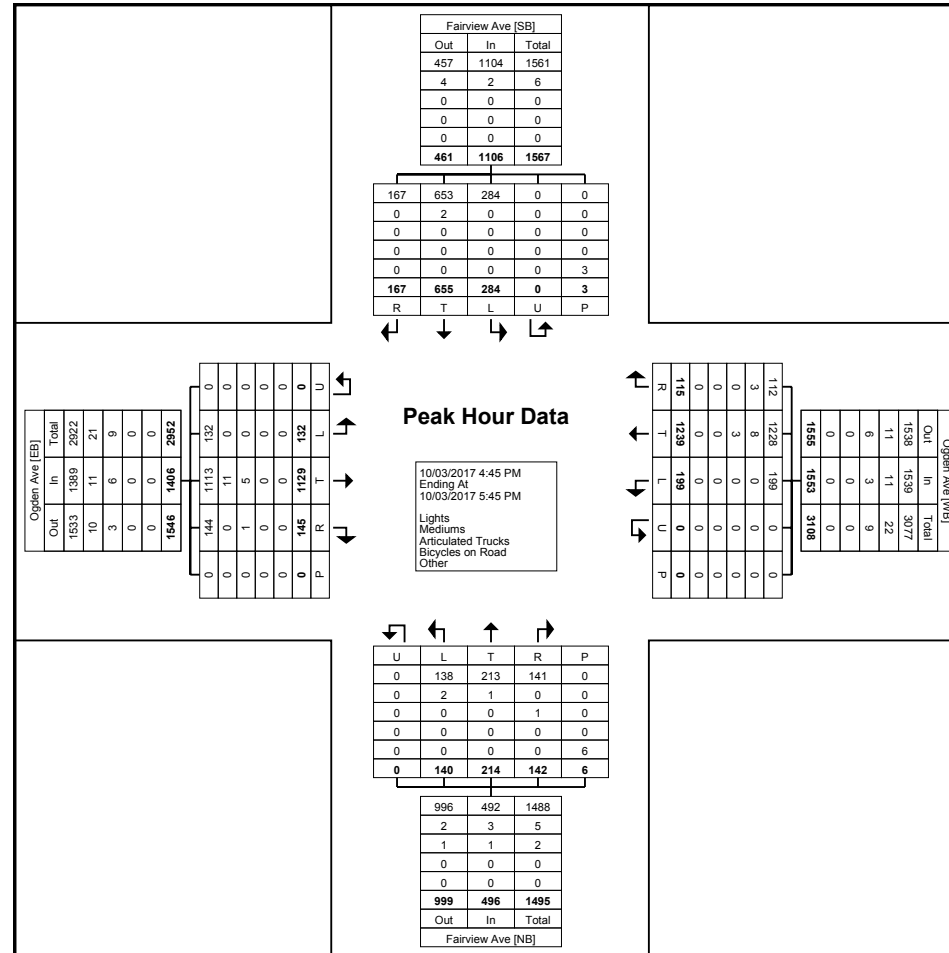 Fairview Ave [SB]
Out In Total
457 1104 1561
4 2 6
0 0 0
0 0 0
0 0 0
461 1106 1567
167 653 284 0 0
0 2 0 0 0
0 0 0 0 0
0 0 0 0 0
0 0 0 0 3
167 655 284 0 3
R T L U P
Ogden Ave [EB]
Total In Out
2922 1389 1533
21 11 10
9 6 3
0 0 0
0 0 0
2952 1406 1546
0 132 1113 144 0
0 0 11 0 0
0 0 5 1 0
0 0 0 0 0
0 0 0 0 0
0 132 1129 145 0
U L T R P
Peak Hour Data
10/03/2017 4:45 PM
Ending At
10/03/2017 5:45 PM
Lights
Mediums
Articulated Trucks
Bicycles on Road
Other
R T L U P
115 1239 199 0 0
0 0 0 0 0
0 0 0 0 0
0 3 0 0 0
3 8 0 0 0
112 1228 199 0 0
1555 1553 3108
0 0 0
0 0 0
6 3 9
11 11 22
1538 1539 3077
Out In Total
Ogden Ave [WB]
U L T R P
0 138 213 141 0
0 2 1 0 0
0 0 0 1 0
0 0 0 0 0
0 0 0 0 6
0 140 214 142 6
996 492 1488
2 3 5
1 1 2
0 0 0
0 0 0
999 496 1495
Out In Total
Fairview Ave [NB]